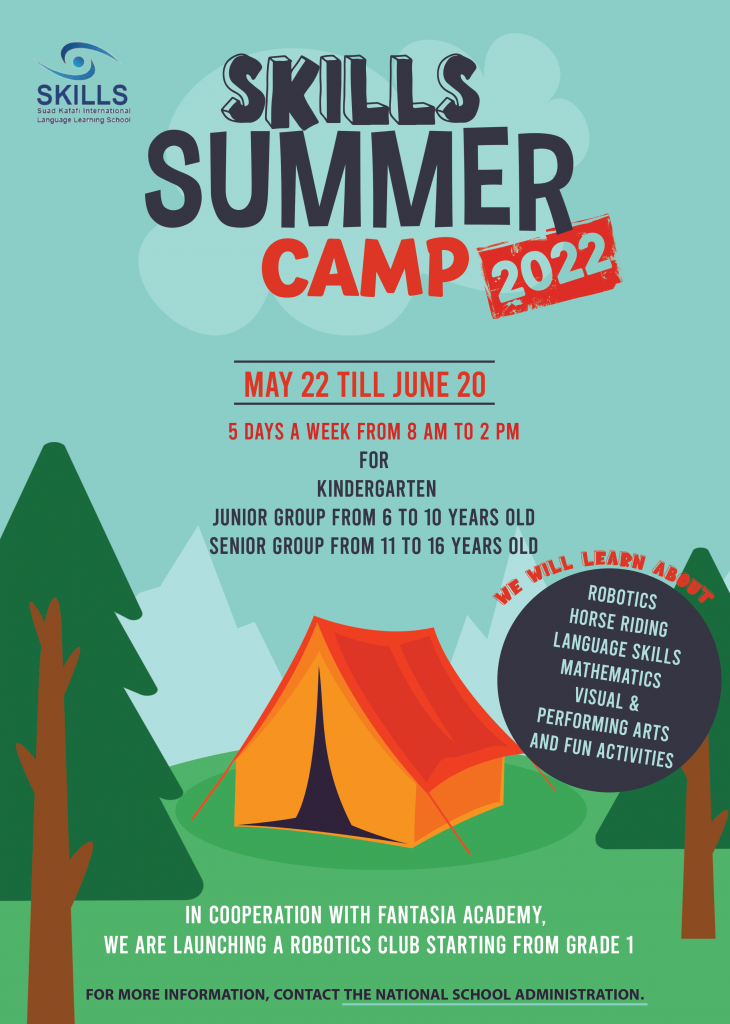 SKILLS
Suad Kafafi International
Language Learning School
SKILLS
SUMMER
CAMP 2022
MAY 22 TILL JUNE 20
5 DAYS A WEEK FROM 8 AM TO 2 PM
FOR
KINDERGARTEN
JUNIOR GROUP FROM 6 TO 10 YEARS OLD
SENIOR GROUP FROM 11 TO 16 YEARS OLD
WE WILL LEARN ABOUT
ROBOTICS
HORSE RIDING
LANGUAGE SKILLS
MATHEMATICS
VISUAL &
PERFORMING ARTS
AND FUN ACTIVITIES
IN COOPERATION WITH FANTASIA ACADEMY,
WE ARE LAUNCHING A ROBOTICS CLUB STARTING FROM GRADE 1
FOR MORE INFORMATION, CONTACT THE NATIONAL SCHOOL ADMINISTRATION.